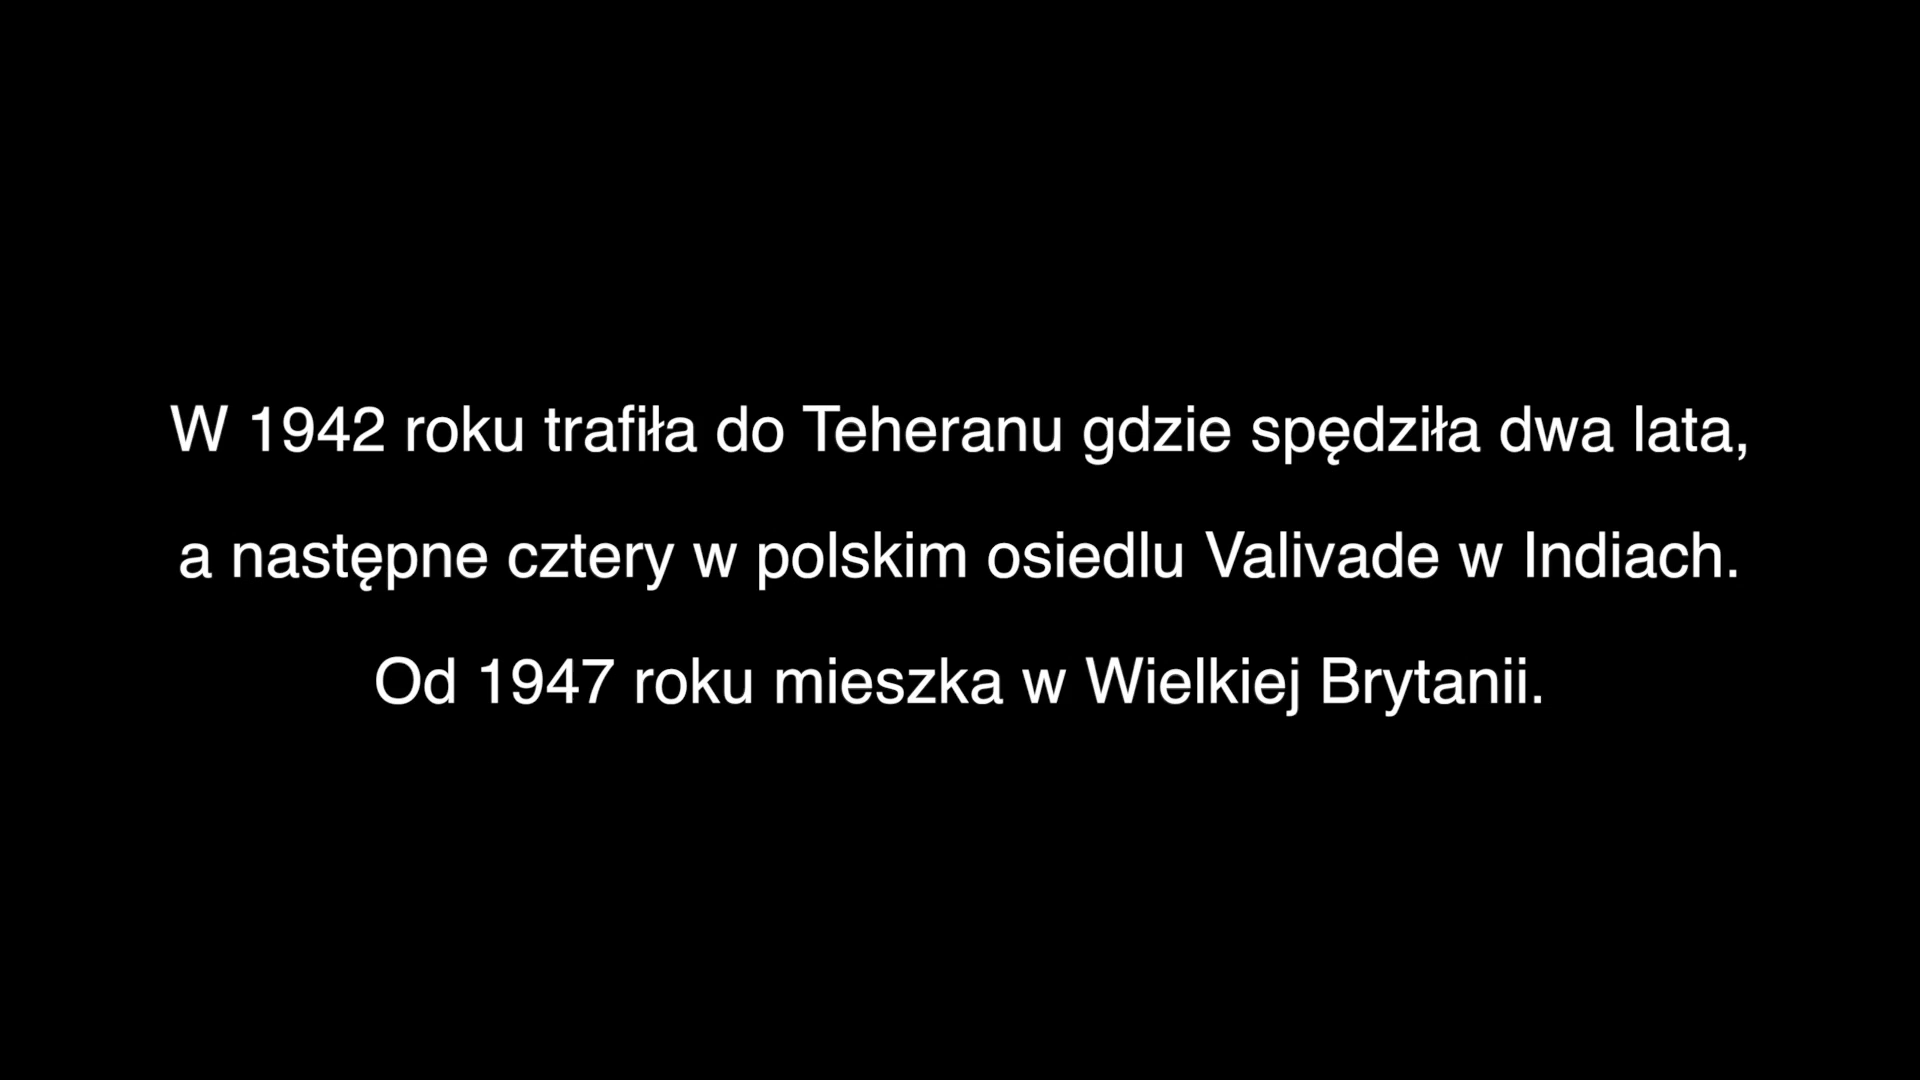 W 1942 roku trafiła do Teheranu gdzie spędziła dwa lata,
a następne cztery w polskim osiedlu Valivade w Indiach.
Od 1947 roku mieszka w Wielkiej Brytanii.